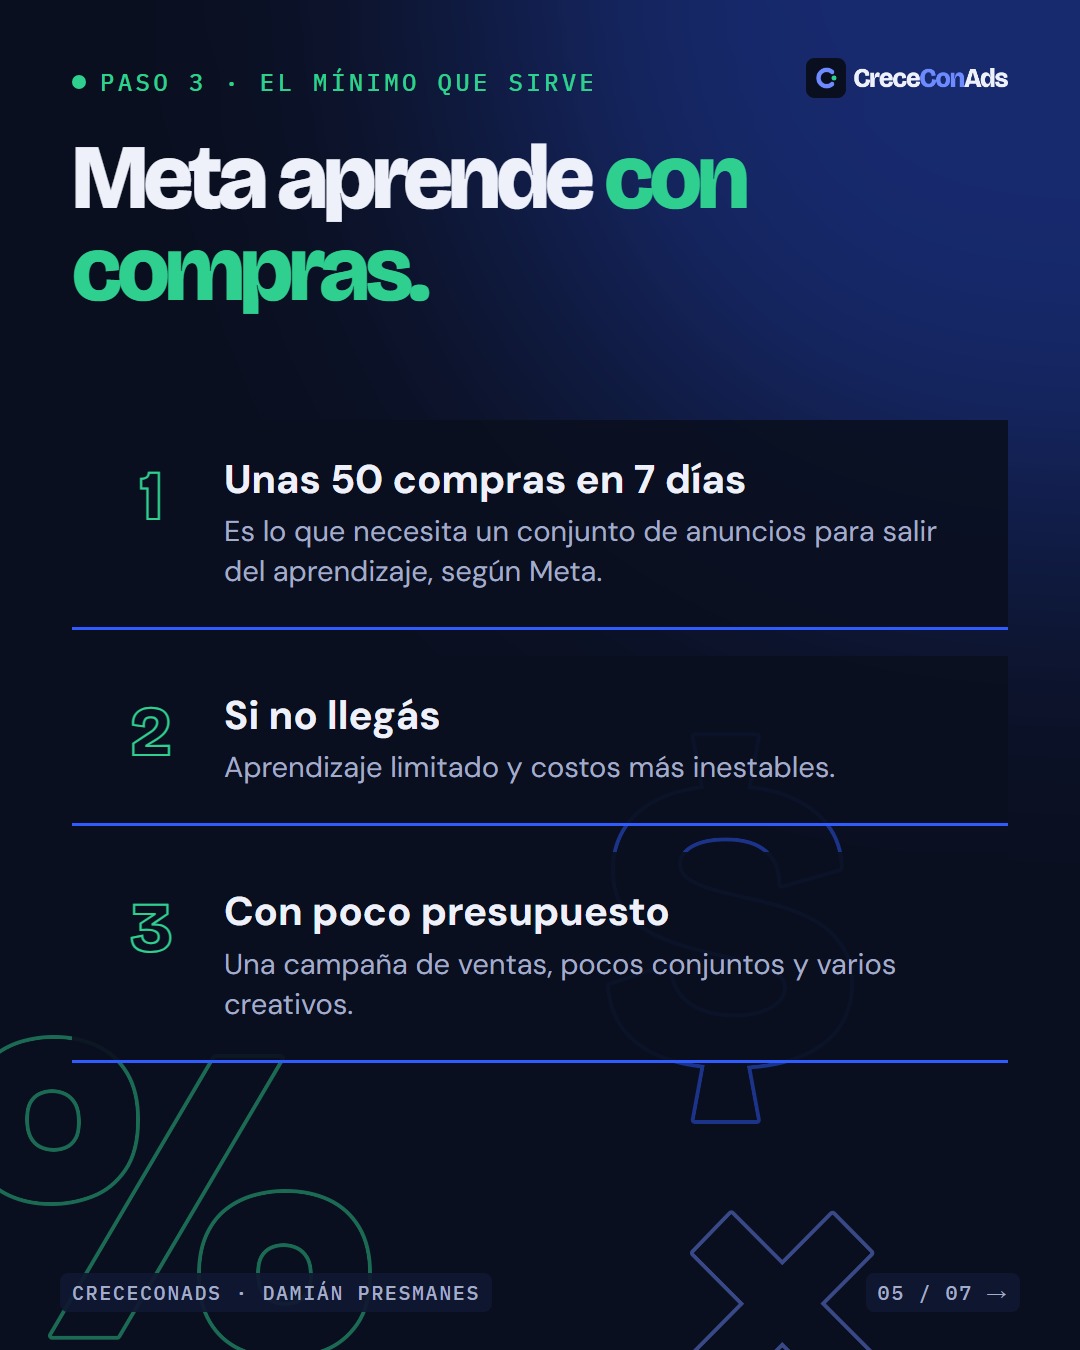 PASO 3 · EL MÍNIMO QUE SIRVE
CreceConAds
Meta aprende con
compras.
1
Unas 50 compras en 7 días
Es lo que necesita un conjunto de anuncios para salir
del aprendizaje, según Meta.
2
Si no llegás
Aprendizaje limitado y costos más inestables.
3
Con poco presupuesto
Una campaña de ventas, pocos conjuntos y varios
creativos.
CRECECONADS · DAMIÁN PRESMANES
05 / 07 →